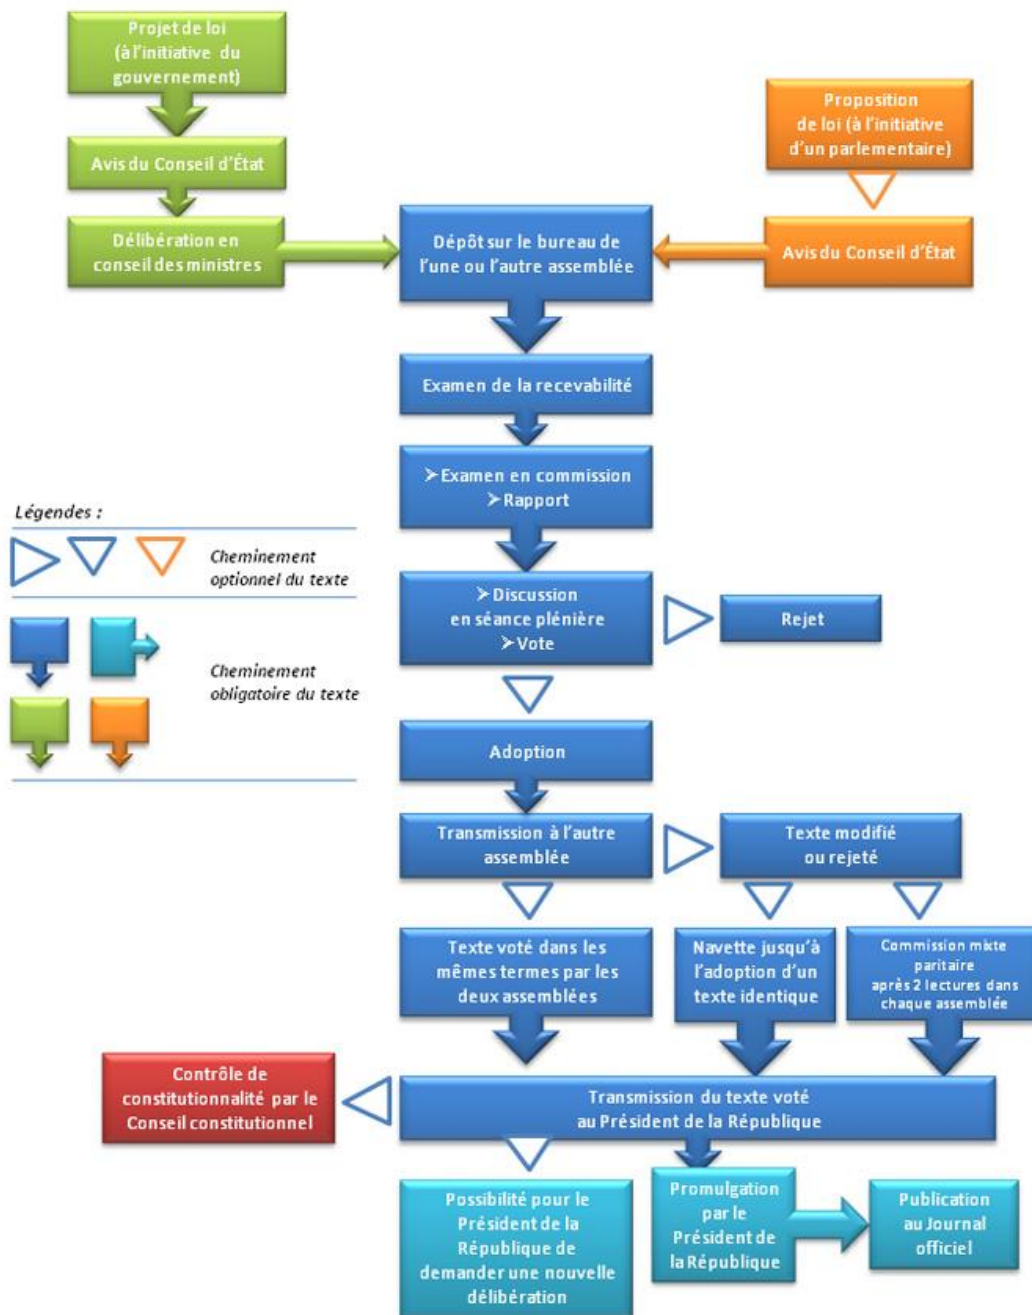 Projet de loi
(à l'initiative du
gouvernement)
Avis du Conseil d'État
Délibération en
conseil des ministres
Proposition
de loi (à l'initiative
d'un parlementaire)
Avis du Conseil d'État
Dépôt sur le bureau de
l'une ou l'autre assemblée
Examen de la recevabilité
➢ Examen en commission
➢ Rapport
Légendes :
Cheminement
optionnel du texte
Cheminement
obligatoire du texte
➢ Discussion
en séance plénière
➢ Vote
Rejet
Adoption
Transmission à l'autre
assemblée
Texte modifié
ou rejeté
Texte voté dans les
mêmes termes par les
deux assemblées
Navette jusqu'à
l'adoption d'un
texte identique
Commission mixte
paritaire
après 2 lectures dans
chaque assemblée
Contrôle de
constitutionnalité par le
Conseil constitutionnel
Transmission du texte voté
au Président de la République
Possibilité pour le
Président de la
République de
demander une nouvelle
délibération
Promulgation
par le
Président de
la République
Publication
au Journal
officiel